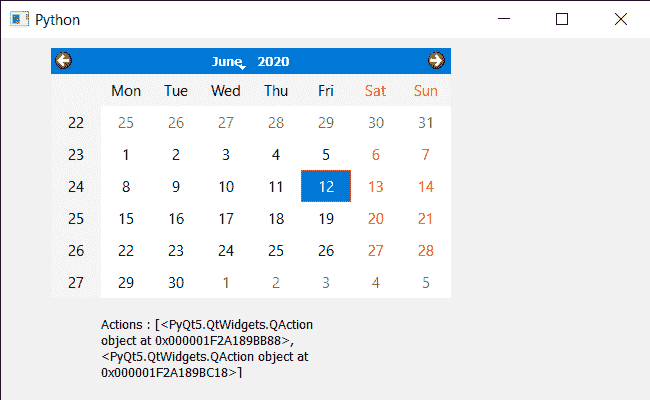 Python
June 2020
Mon Tue Wed Thu Fri Sat Sun
22 25 26 27 28 29 30 31
23 1 2 3 4 5 6 7
24 8 9 10 11 12 13 14
25 15 16 17 18 19 20 21
26 22 23 24 25 26 27 28
27 29 30 1 2 3 4 5
Actions : [<PyQt5.QtWidgets.QAction
object at 0x000001F2A189BB88>,
<PyQt5.QtWidgets.QAction object at
0x000001F2A189BC18>]